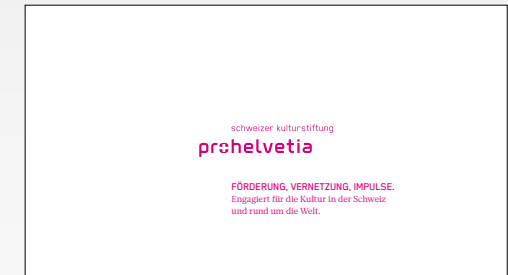 schweizer kulturstiftung
prohelvetia
FÖRDERUNG, VERNETZUNG, IMPULSE.
Engagiert für die Kultur in der Schweiz
und rund um die Welt.